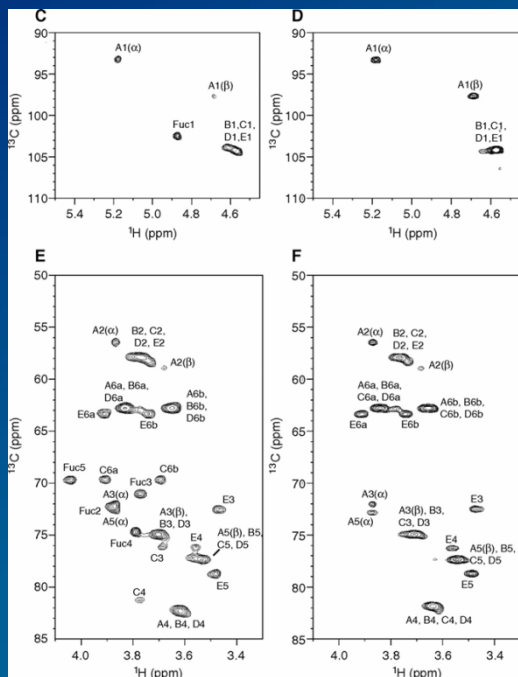 C
90
95
100
105
110
¹³C (ppm)
A1(α)
A1(β)
Fuc1
B1,C1,
D1,E1
5.4 5.2 5.0 4.8 4.6
¹H (ppm)
D
90
95
100
105
110
¹³C (ppm)
A1(α)
A1(β)
B1,C1,
D1,E1
5.4 5.2 5.0 4.8 4.6
¹H (ppm)
E
50
55
60
65
70
75
80
85
¹³C (ppm)
A2(α)
B2, C2,
D2, E2
A2(β)
A6a, B6a,
D6a
A6b,
B6b,
D6b
E6a
E6b
Fuc5
C6a
C6b
Fuc3
A3(α)
Fuc2
A3(β),
B3, D3
E3
A5(α)
Fuc4
C3
E4
A5(β), B5,
C5, D5
C4
E5
A4, B4, D4
4.0 3.8 3.6 3.4
¹H (ppm)
F
50
55
60
65
70
75
80
85
¹³C (ppm)
A2(α)
B2, C2,
D2, E2
A2(β)
A6a, B6a,
C6a, D6a
A6b, B6b,
C6b, D6b
E6a
E6b
A3(α)
A5(α)
A3(β), B3,
C3, D3
E3
E4
A5(β), B5,
C5, D5
E5
A4, B4, C4, D4
4.0 3.8 3.6 3.4
¹H (ppm)